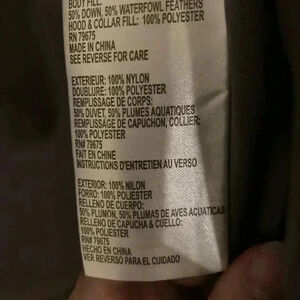 BODY FILL:
50% DOWN, 50% WATERFOWL FEATHERS
HOOD & COLLAR FILL: 100% POLYESTER
RN 79675
MADE IN CHINA
SEE REVERSE FOR CARE
EXTERIEUR: 100% NYLON
DOUBLURE: 100% POLYESTER
REMPLISSAGE DE CORPS:
50% DUVET, 50% PLUMES AQUATIQUES
REMPLISSAGE DE CAPUCHON, COLLIER:
100% POLYESTER
RN# 79675
FAIT EN CHINE
INSTRUCTIONS D'ENTRETIEN AU VERSO
EXTERIOR: 100% NILON
FORRO: 100% POLIESTER
RELLENO DE CUERPO:
50% PLUMON, 50% PLUMAS DE AVES ACUATICAS
RELLENO DE CAPUCHA & CUELLO:
100% POLIESTER
RN# 79675
HECHO EN CHINA
VER REVERSO PARA EL CUIDADO